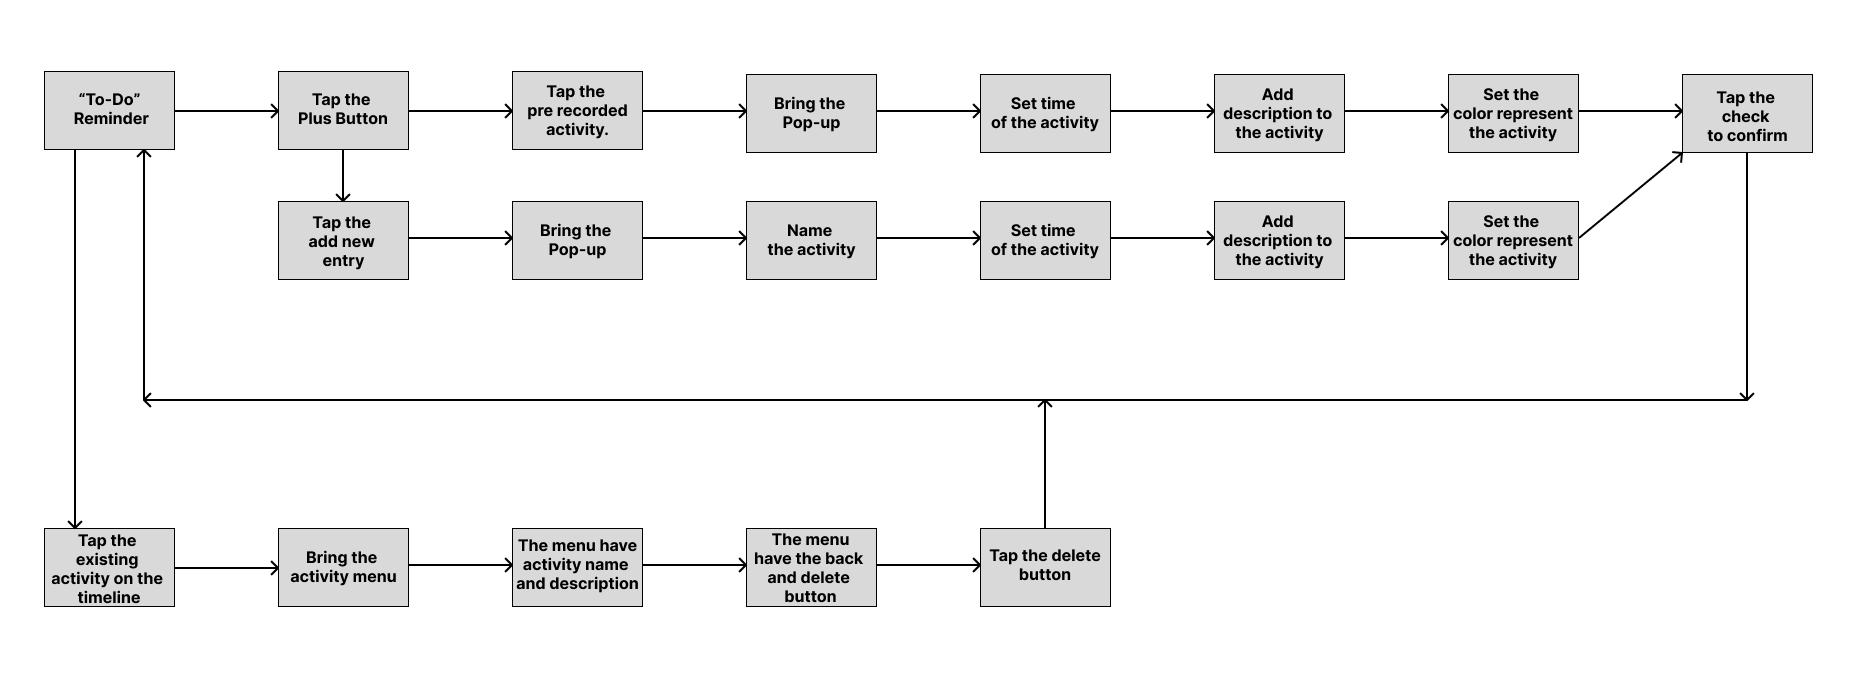 “To-Do”
Reminder
Tap the
Plus Button
Tap the
pre recorded
activity.
Bring the
Pop-up
Set time
of the activity
Add
description to
the activity
Set the
color represent
the activity
Tap the
check
to confirm
Tap the
add new
entry
Bring the
Pop-up
Name
the activity
Set time
of the activity
Add
description to
the activity
Set the
color represent
the activity
Tap the
existing
activity on the
timeline
Bring the
activity menu
The menu have
activity name
and description
The menu
have the back
and delete
button
Tap the delete
button